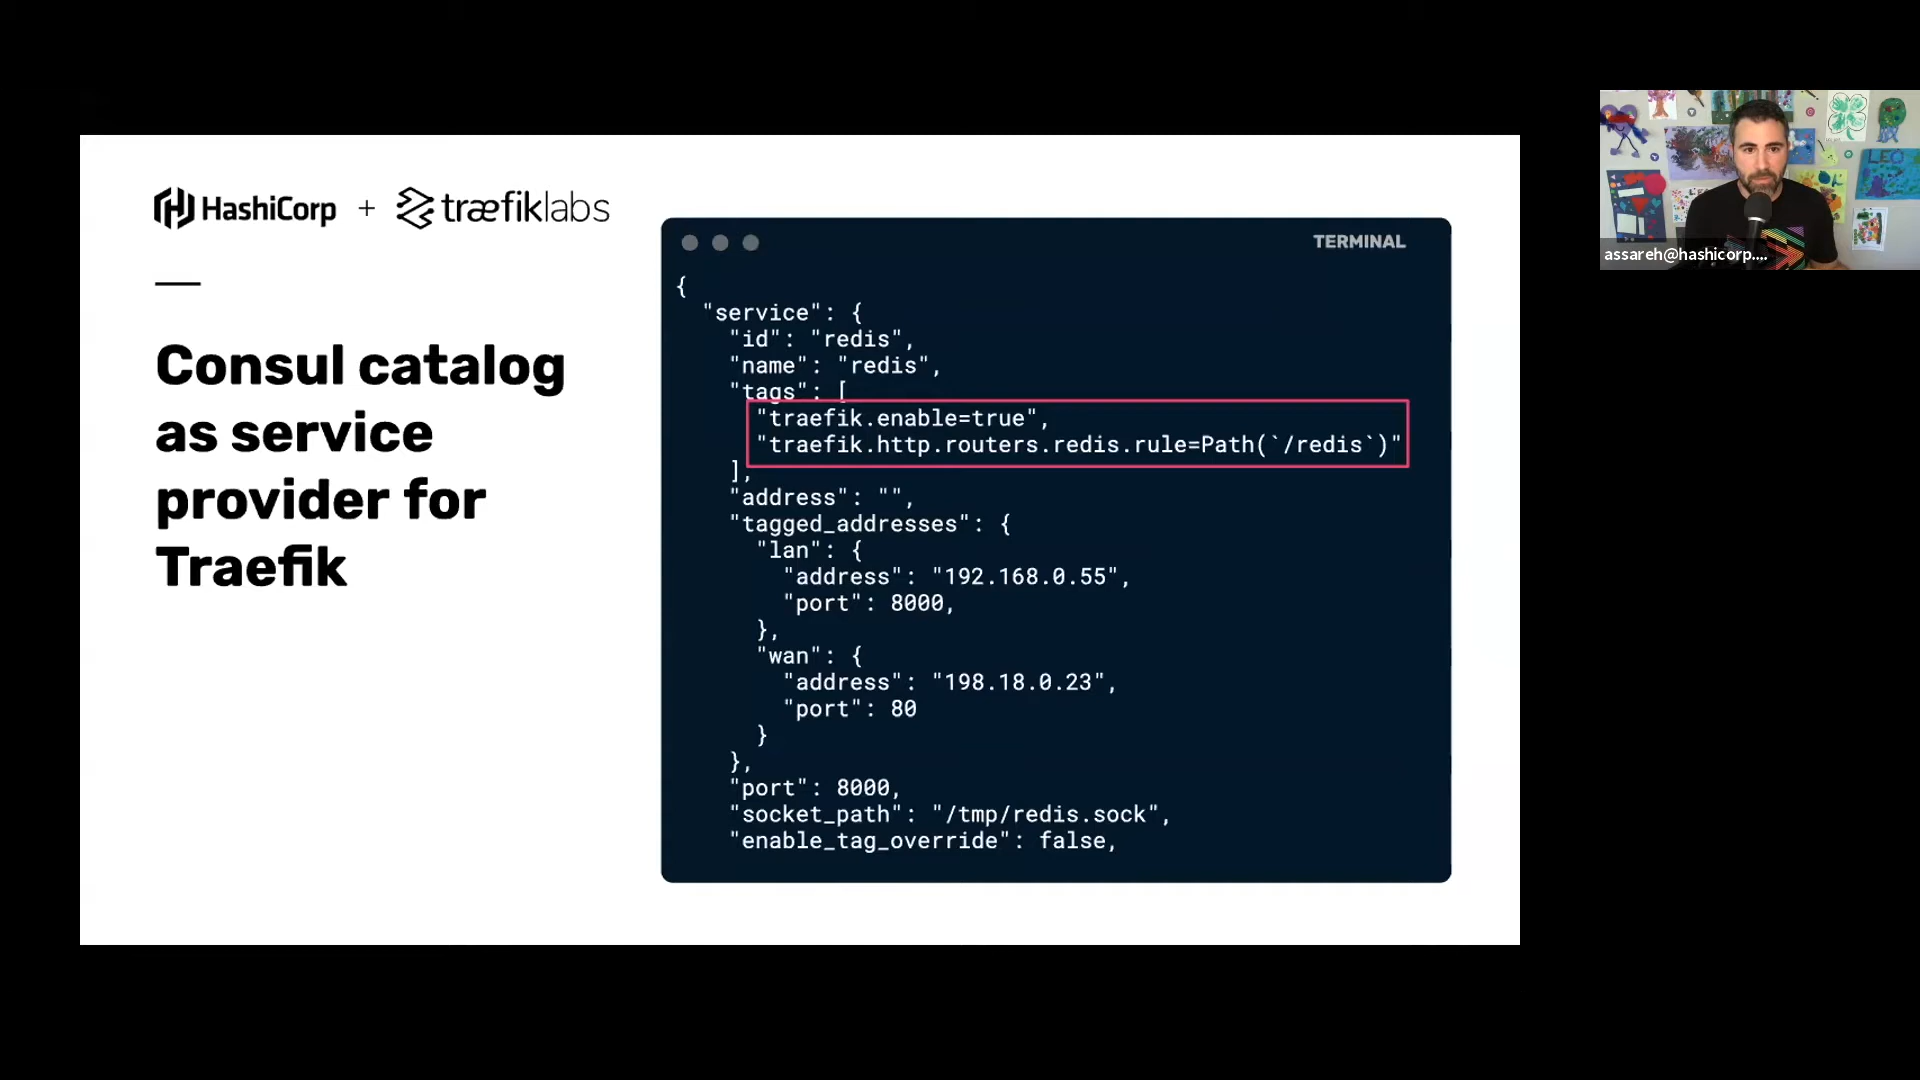 HashiCorp + træfiklabs
Consul catalog
as service
provider for
Traefik
TERMINAL
{
"service": {
"id": "redis",
"name": "redis",
"tags": [
"traefik.enable=true",
"traefik.http.routers.redis.rule=Path(`/redis`)"
],
"address": "",
"tagged_addresses": {
"lan": {
"address": "192.168.0.55",
"port": 8000,
},
"wan": {
"address": "198.18.0.23",
"port": 80
}
},
"port": 8000,
"socket_path": "/tmp/redis.sock",
"enable_tag_override": false,
LEO
assareh@hashicorp....